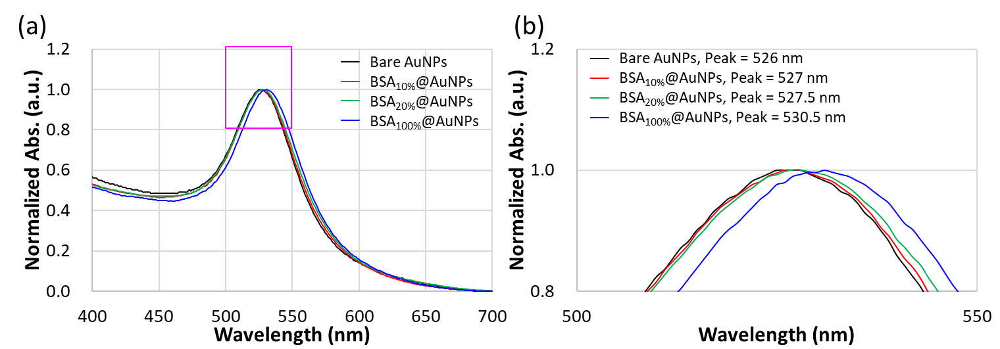 (a)
1.2
1.0
0.8
0.6
0.4
0.2
0.0
Normalized Abs. (a.u.)
Bare AuNPs
BSA10%@AuNPs
BSA20%@AuNPs
BSA100%@AuNPs
400 450 500 550 600 650 700
Wavelength (nm)
(b)
1.2
1.0
0.8
Normalized Abs. (a.u.)
Bare AuNPs, Peak = 526 nm
BSA10%@AuNPs, Peak = 527 nm
BSA20%@AuNPs, Peak = 527.5 nm
BSA100%@AuNPs, Peak = 530.5 nm
500 550
Wavelength (nm)